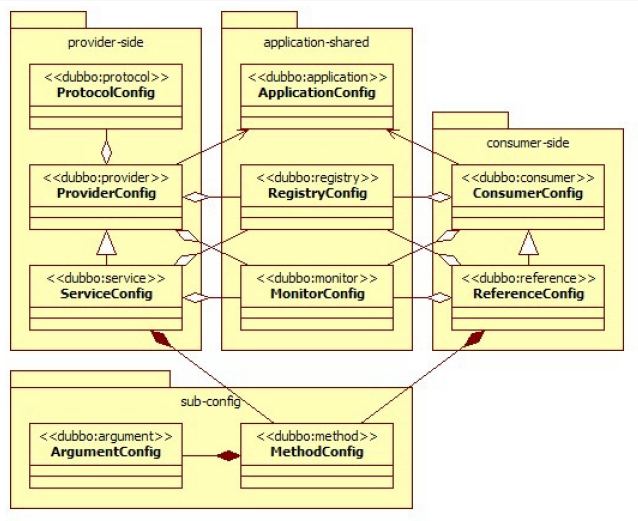 provider-side
<<dubbo:protocol>>
ProtocolConfig
<<dubbo:provider>>
ProviderConfig
<<dubbo:service>>
ServiceConfig
application-shared
<<dubbo:application>>
ApplicationConfig
<<dubbo:registry>>
RegistryConfig
<<dubbo:monitor>>
MonitorConfig
consumer-side
<<dubbo:consumer>>
ConsumerConfig
<<dubbo:reference>>
ReferenceConfig
sub-config
<<dubbo:argument>>
ArgumentConfig
<<dubbo:method>>
MethodConfig